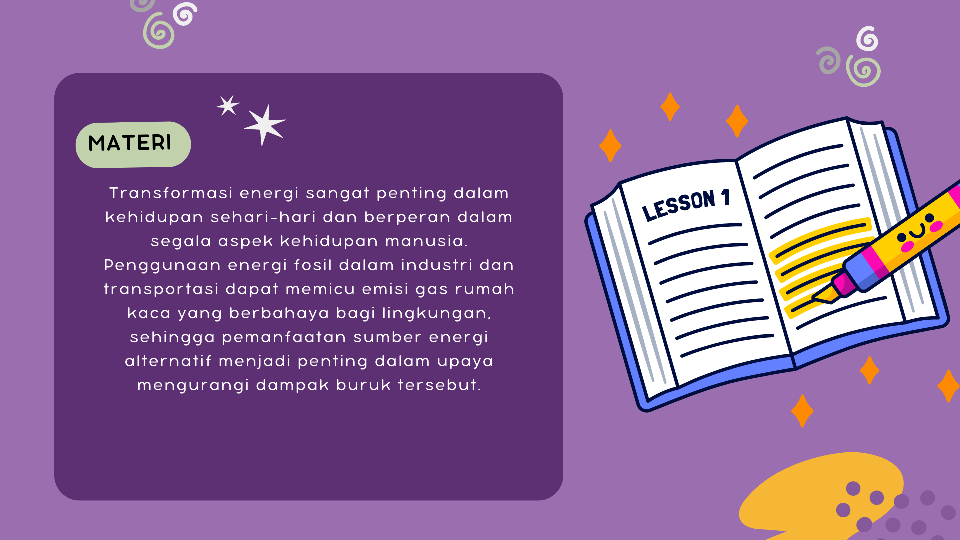 MATERI
Transformasi energi sangat penting dalam
kehidupan sehari-hari dan berperan dalam
segala aspek kehidupan manusia.
Penggunaan energi fosil dalam industri dan
transportasi dapat memicu emisi gas rumah
kaca yang berbahaya bagi lingkungan,
sehingga pemanfaatan sumber energi
alternatif menjadi penting dalam upaya
mengurangi dampak buruk tersebut.
LESSON 1